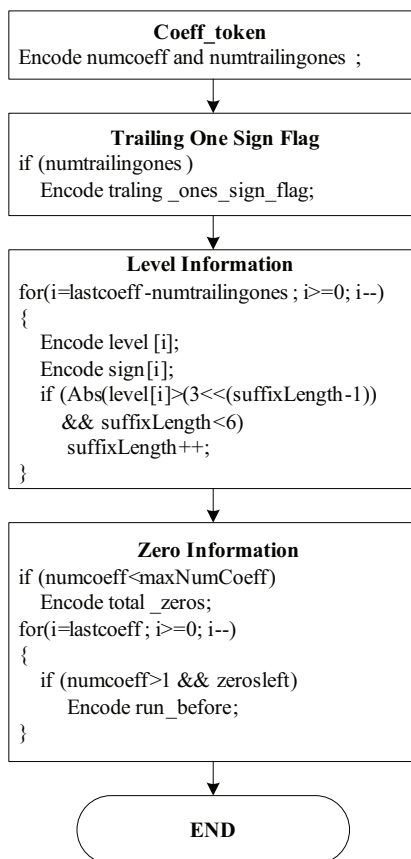 Coeff_token
Encode numcoeff and numtrailingones ;
Trailing One Sign Flag
if (numtrailingones)
Encode traling _ones_sign_flag;
Level Information
for(i=lastcoeff-numtrailingones; i>=0; i--)
{
Encode level [i];
Encode sign[i];
if (Abs(level[i]>(3<<(suffixLength-1))
&& suffixLength<6)
suffixLength++;
}
Zero Information
if (numcoeff<maxNumCoeff)
Encode total _zeros;
for(i=lastcoeff; i>=0; i--)
{
if (numcoeff>1 && zerosleft)
Encode run_before;
}
END